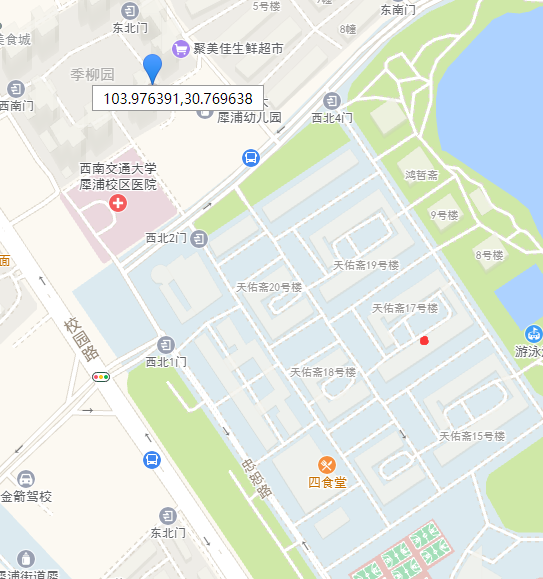 5号楼
东北门
东南门
8幢
美食城
聚美佳生鲜超市
季柳园
103.976391,30.769638
西南门
犀浦幼儿园
西北4门
西南交通大学
犀浦校区医院
鸿哲斋
9号楼
西北2门
8号楼
面
天佑斋19号楼
天佑斋20号楼
天佑斋17号楼
校园路
西北1门
游泳
天佑斋18号楼
天佑斋15号楼
四食堂
金箭驾校
东北门
犀浦街道犀